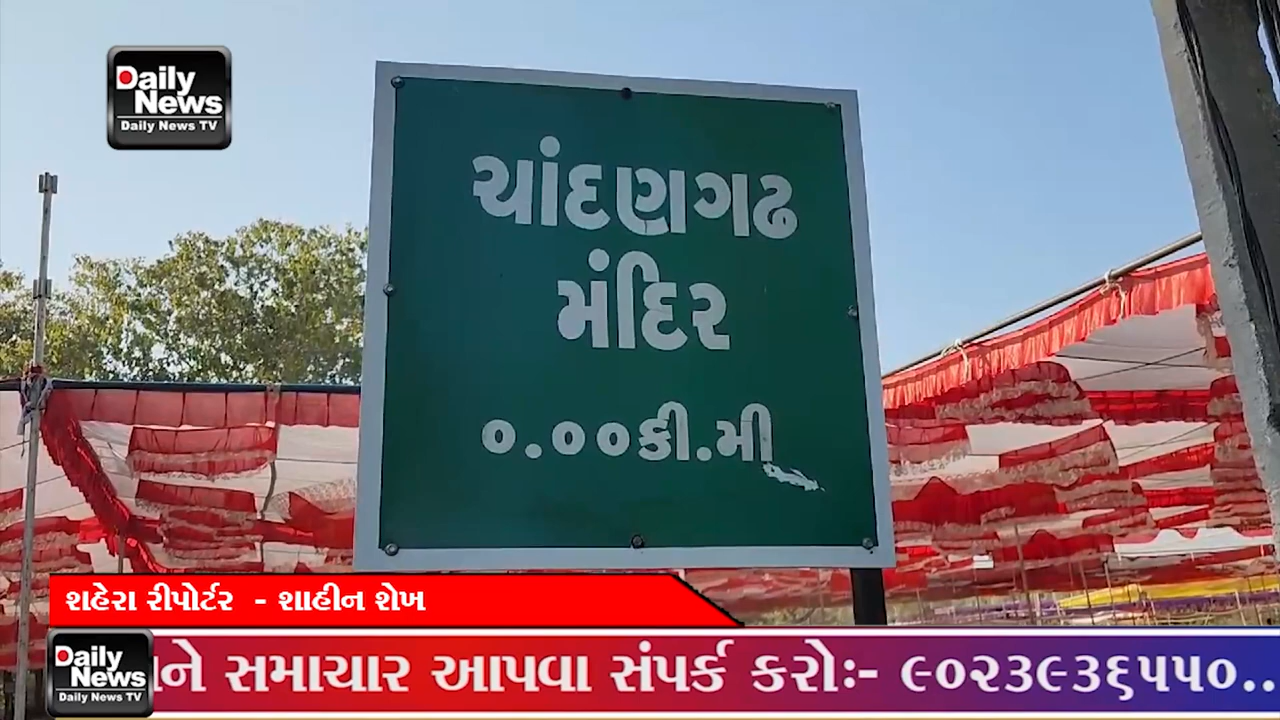 Daily
News
Daily News TV
ચાંદણગઢ
મંદિર
૦.૦૦કી.મી
શહેરા રીપોર્ટર - શાહીન શેખ
Daily
News
Daily News TV
ને સમાચાર આપવા સંપર્ક કરોઃ- ૯૦૨૩૯૩૬૫૫૦..